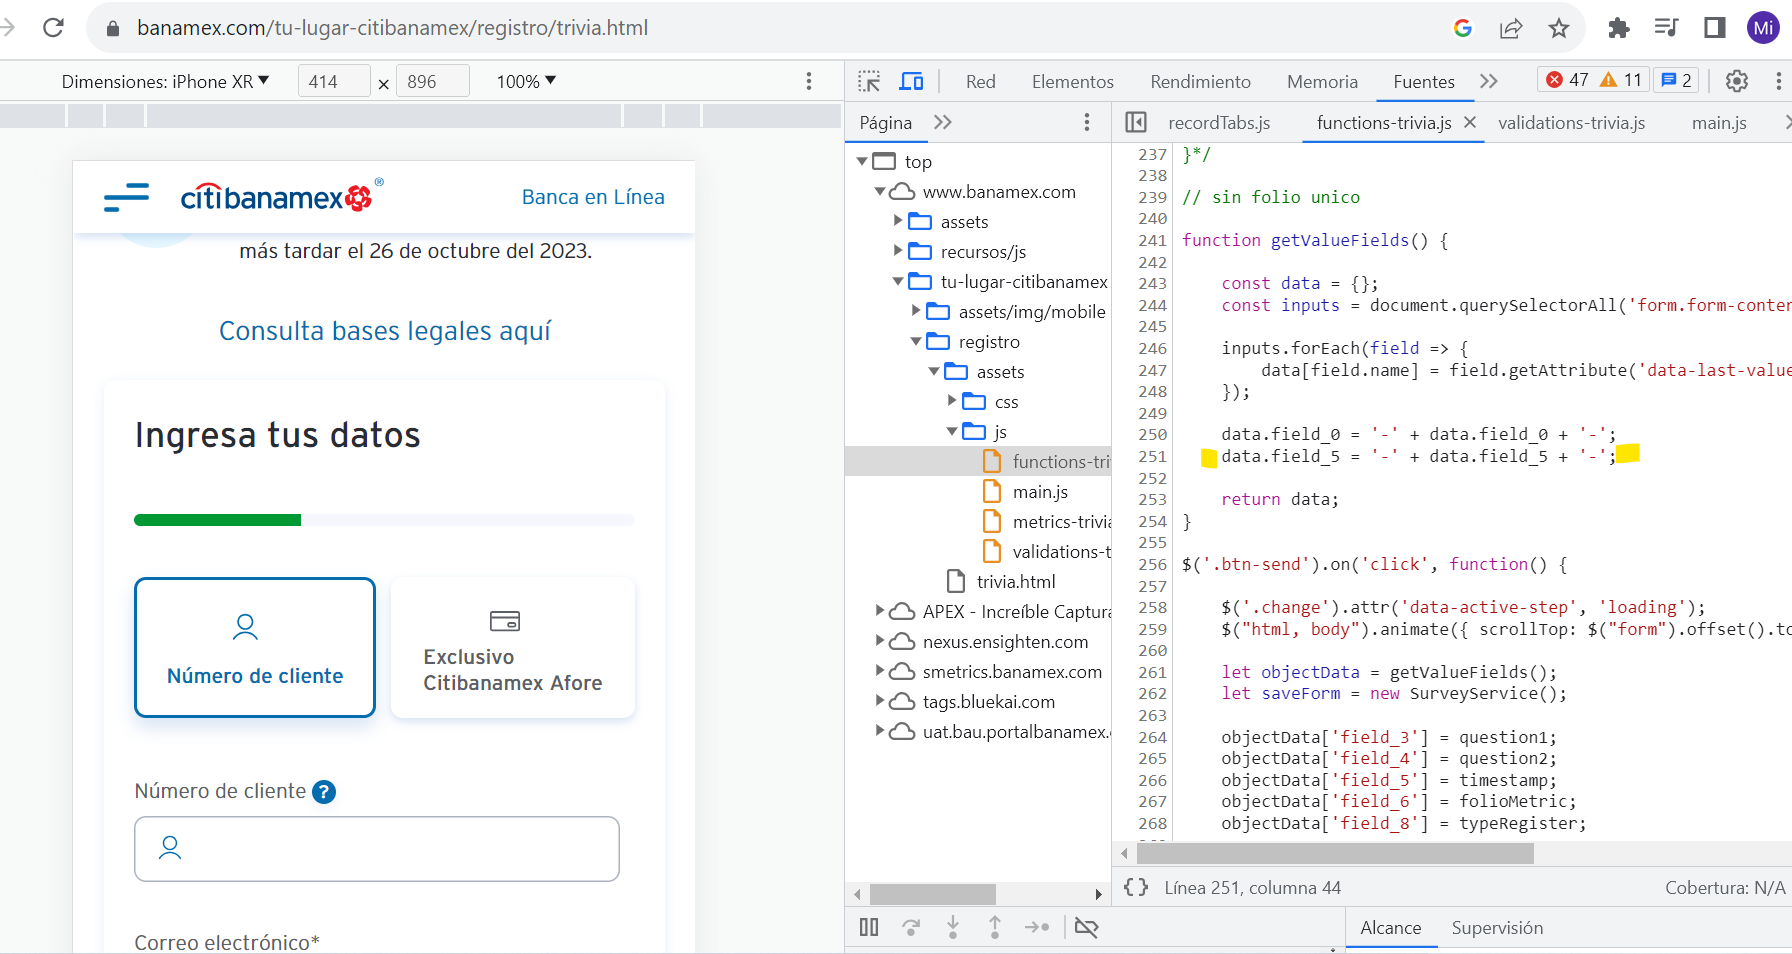 banamex.com/tu-lugar-citibanamex/registro/trivia.html
Mi
Dimensiones: iPhone XR
414
×
896
100%
citibanamex®
Banca en Línea
más tardar el 26 de octubre del 2023.
Consulta bases legales aquí
Ingresa tus datos
Número de cliente
Exclusivo
Citibanamex Afore
Número de cliente ?
Correo electrónico*
Red Elementos Rendimiento Memoria Fuentes
47 11 2
Página
top
www.banamex.com
assets
recursos/js
tu-lugar-citibanamex
assets/img/mobile
registro
assets
css
js
functions-tri
main.js
metrics-trivia
validations-t
trivia.html
APEX - Increíble Captura
nexus.ensighten.com
smetrics.banamex.com
tags.bluekai.com
uat.bau.portalbanamex.
recordTabs.js functions-trivia.js validations-trivia.js main.js
237 }*/
238
239 // sin folio unico
240
241 function getValueFields() {
242
243 const data = {};
244 const inputs = document.querySelectorAll('form.form-conten
245
246 inputs.forEach(field => {
247 data[field.name] = field.getAttribute('data-last-value
248 });
249
250 data.field_0 = '-' + data.field_0 + '-';
251 data.field_5 = '-' + data.field_5 + '-';
252
253 return data;
254 }
255
256 $('.btn-send').on('click', function() {
257
258 $('.change').attr('data-active-step', 'loading');
259 $("html, body").animate({ scrollTop: $("form").offset().to
260
261 let objectData = getValueFields();
262 let saveForm = new SurveyService();
263
264 objectData['field_3'] = question1;
265 objectData['field_4'] = question2;
266 objectData['field_5'] = timestamp;
267 objectData['field_6'] = folioMetric;
268 objectData['field_8'] = typeRegister;
{} Línea 251, columna 44
Cobertura: N/A
Alcance Supervisión